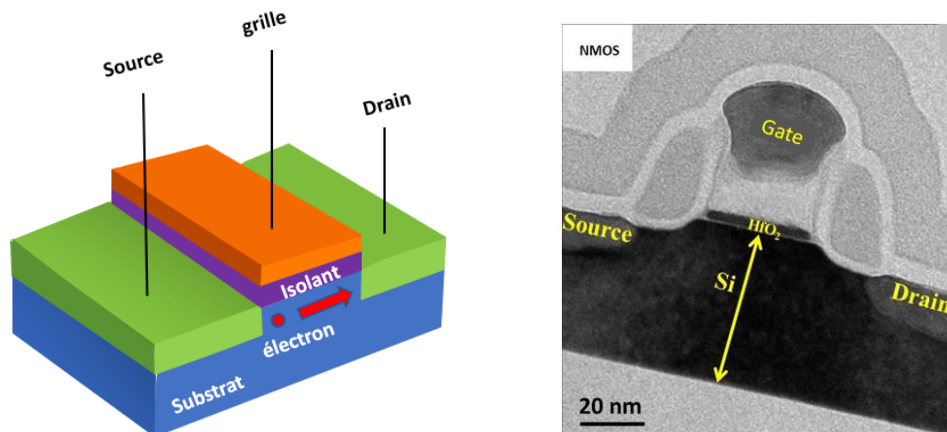 Source
grille
Drain
Isolant
électron
Substrat
NMOS
Gate
HfO₂
Source
Si
Drain
20 nm